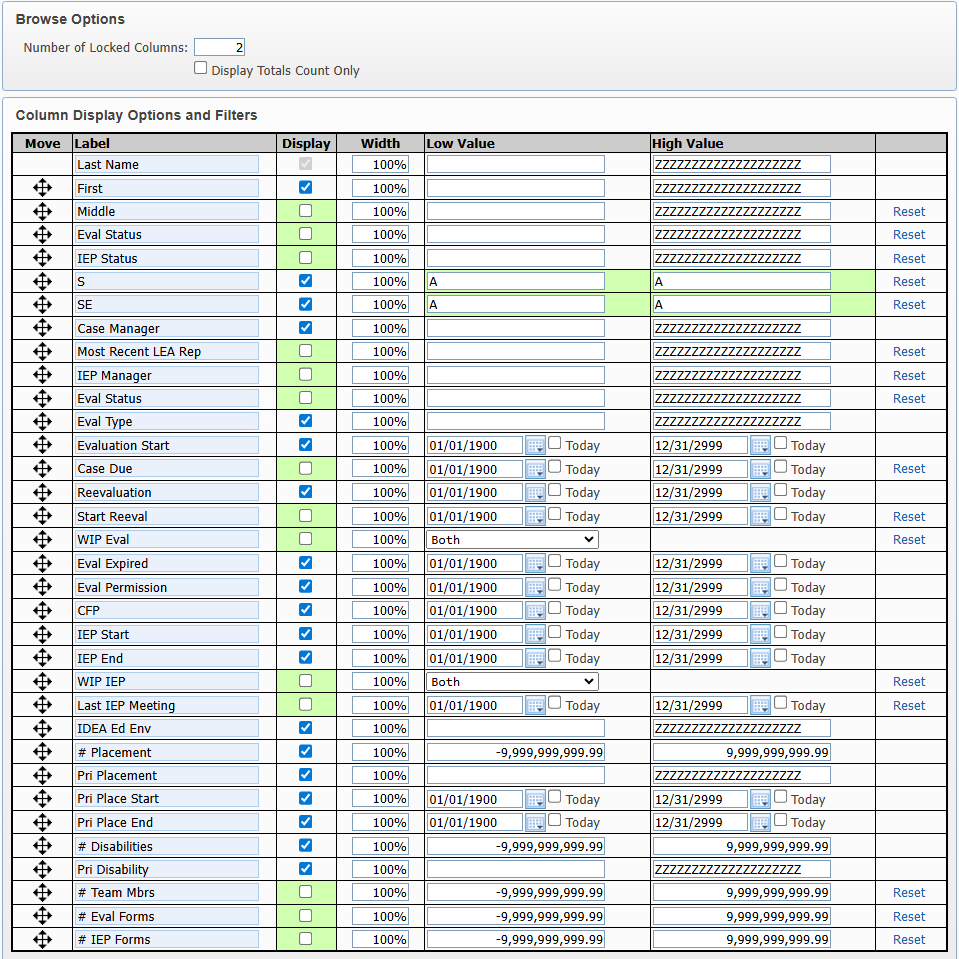 Browse Options
Number of Locked Columns: 2
Display Totals Count Only
Column Display Options and Filters
Move Label Display Width Low Value High Value
Last Name 100% ZZZZZZZZZZZZZZZZZZZZ
First 100% ZZZZZZZZZZZZZZZZZZZZ
Middle 100% ZZZZZZZZZZZZZZZZZZZZ Reset
Eval Status 100% ZZZZZZZZZZZZZZZZZZZZ Reset
IEP Status 100% ZZZZZZZZZZZZZZZZZZZZ Reset
S 100% A A Reset
SE 100% A A Reset
Case Manager 100% ZZZZZZZZZZZZZZZZZZZZ
Most Recent LEA Rep 100% ZZZZZZZZZZZZZZZZZZZZ Reset
IEP Manager 100% ZZZZZZZZZZZZZZZZZZZZ Reset
Eval Status 100% ZZZZZZZZZZZZZZZZZZZZ Reset
Eval Type 100% ZZZZZZZZZZZZZZZZZZZZ
Evaluation Start 100% 01/01/1900 Today 12/31/2999 Today
Case Due 100% 01/01/1900 Today 12/31/2999 Today Reset
Reevaluation 100% 01/01/1900 Today 12/31/2999 Today
Start Reeval 100% 01/01/1900 Today 12/31/2999 Today Reset
WIP Eval 100% Both Reset
Eval Expired 100% 01/01/1900 Today 12/31/2999 Today
Eval Permission 100% 01/01/1900 Today 12/31/2999 Today
CFP 100% 01/01/1900 Today 12/31/2999 Today
IEP Start 100% 01/01/1900 Today 12/31/2999 Today
IEP End 100% 01/01/1900 Today 12/31/2999 Today
WIP IEP 100% Both Reset
Last IEP Meeting 100% 01/01/1900 Today 12/31/2999 Today Reset
IDEA Ed Env 100% ZZZZZZZZZZZZZZZZZZZZ
# Placement 100% -9,999,999,999.99 9,999,999,999.99
Pri Placement 100% ZZZZZZZZZZZZZZZZZZZZ
Pri Place Start 100% 01/01/1900 Today 12/31/2999 Today
Pri Place End 100% 01/01/1900 Today 12/31/2999 Today
# Disabilities 100% -9,999,999,999.99 9,999,999,999.99
Pri Disability 100% ZZZZZZZZZZZZZZZZZZZZ
# Team Mbrs 100% -9,999,999,999.99 9,999,999,999.99 Reset
# Eval Forms 100% -9,999,999,999.99 9,999,999,999.99 Reset
# IEP Forms 100% -9,999,999,999.99 9,999,999,999.99 Reset